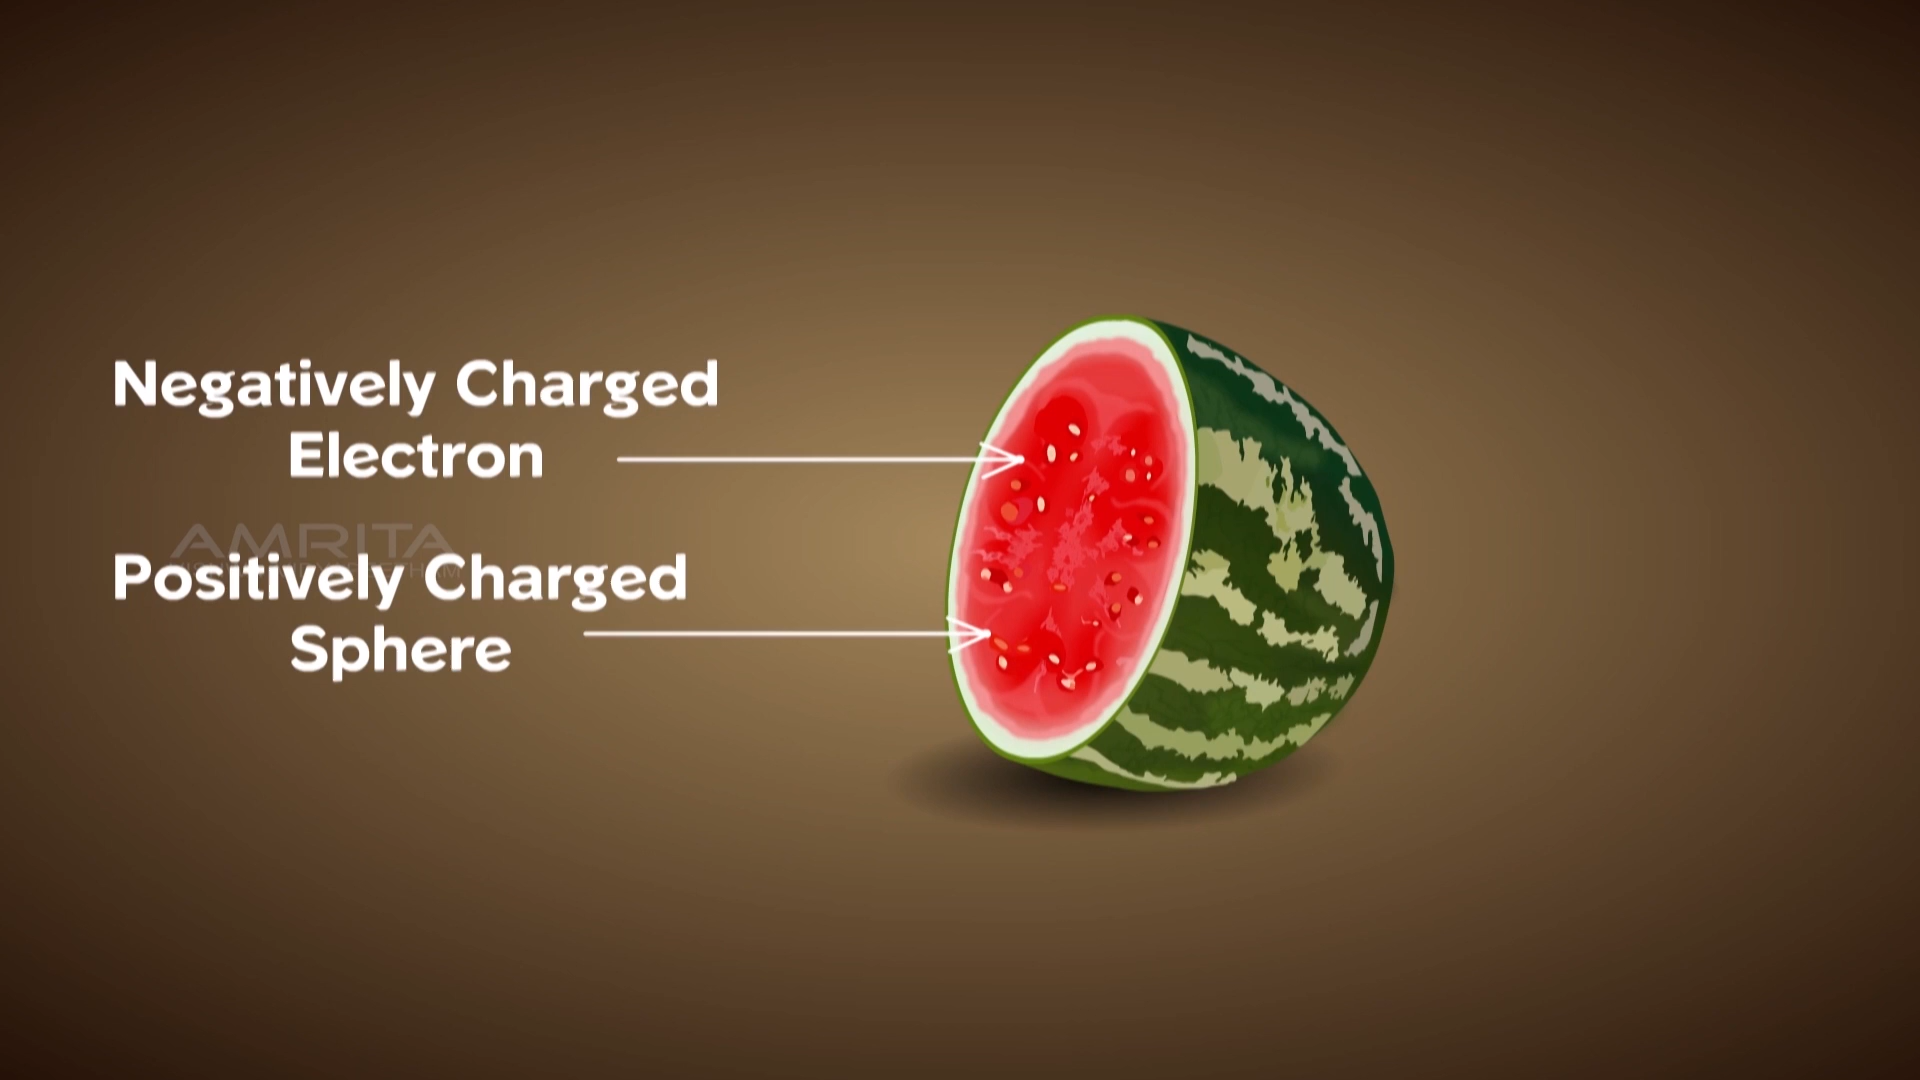 Negatively Charged
Electron
AMRITA
Positively Charged
Sphere